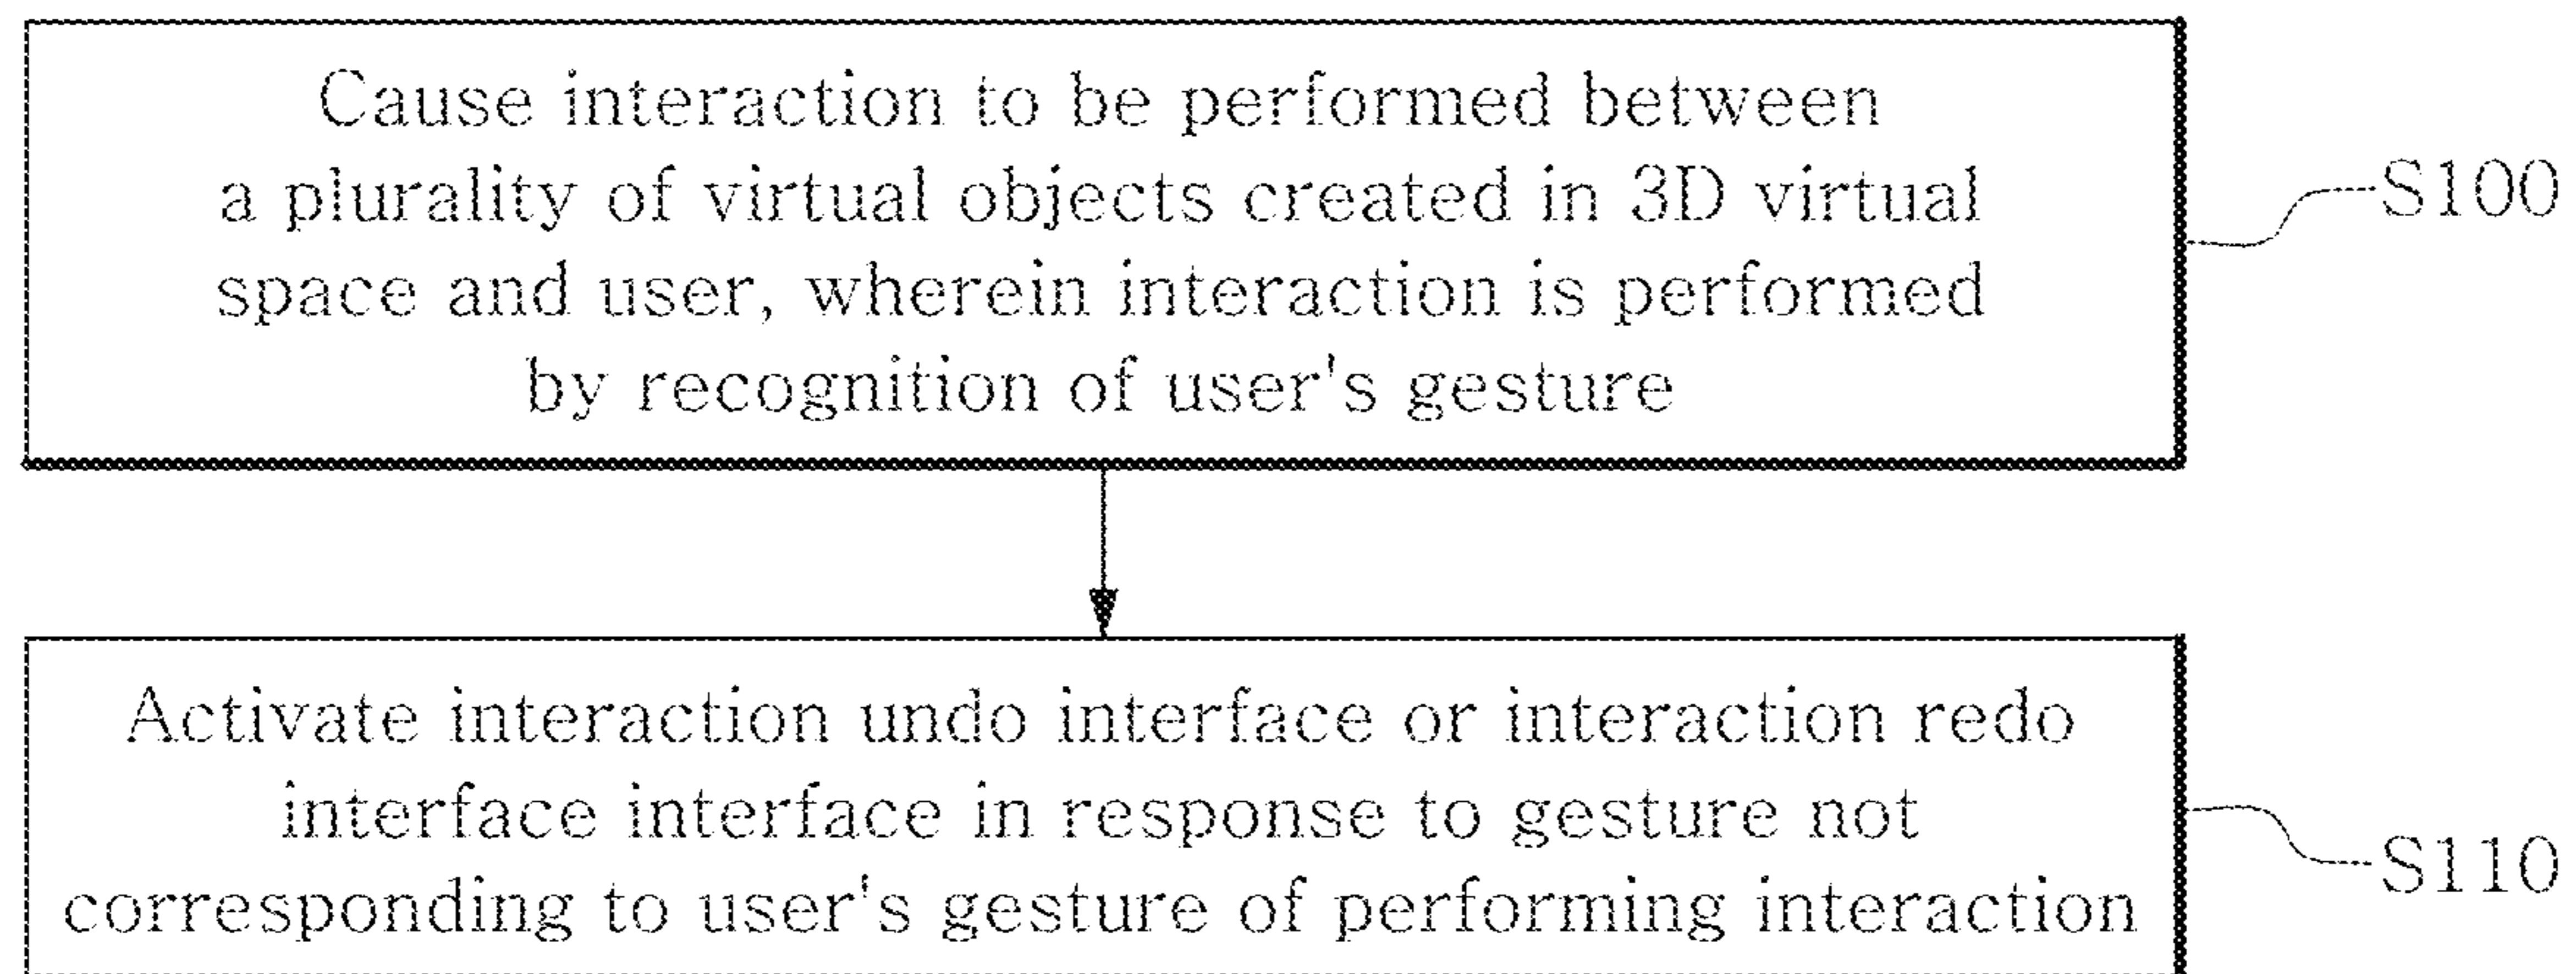 Cause interaction to be performed between
a plurality of virtual objects created in 3D virtual
space and user, wherein interaction is performed
by recognition of user's gesture
S100
Activate interaction undo interface or interaction redo
interface interface in response to gesture not
corresponding to user's gesture of performing interaction
S110